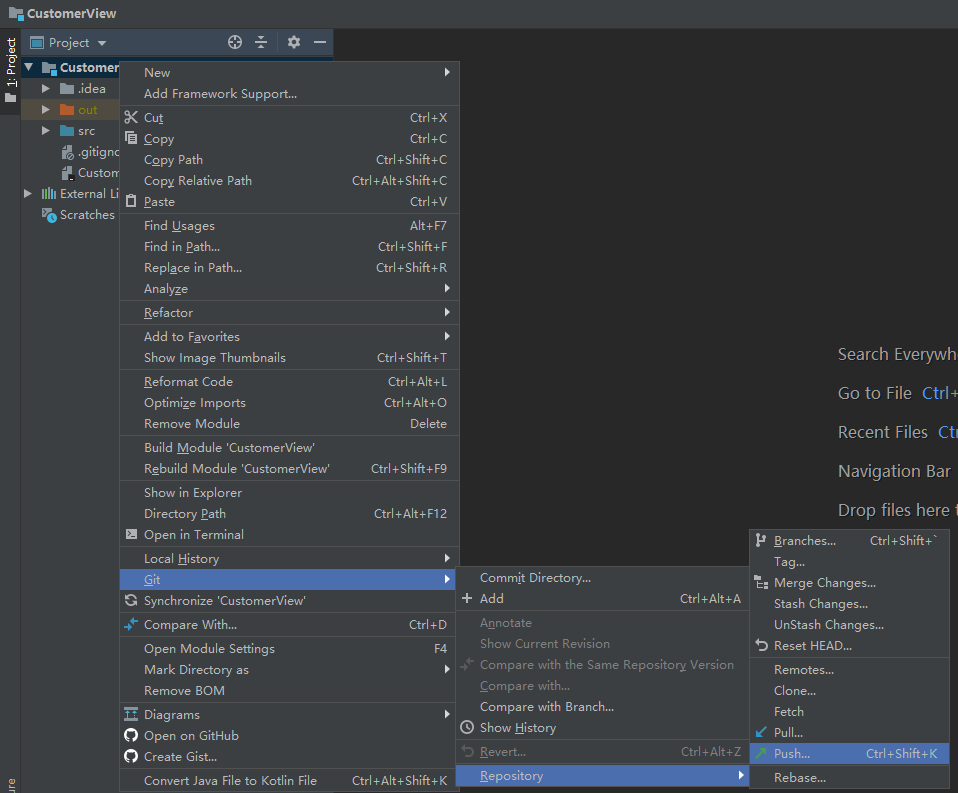 CustomerView
1: Project
Project
Customer
.idea
out
src
.gitigno
Custom
External Li
Scratches
New
Add Framework Support...
Cut Ctrl+X
Copy Ctrl+C
Copy Path Ctrl+Shift+C
Copy Relative Path Ctrl+Alt+Shift+C
Paste Ctrl+V
Find Usages Alt+F7
Find in Path... Ctrl+Shift+F
Replace in Path... Ctrl+Shift+R
Analyze
Refactor
Add to Favorites
Show Image Thumbnails Ctrl+Shift+T
Reformat Code Ctrl+Alt+L
Optimize Imports Ctrl+Alt+O
Remove Module Delete
Build Module 'CustomerView'
Rebuild Module 'CustomerView' Ctrl+Shift+F9
Show in Explorer
Directory Path Ctrl+Alt+F12
Open in Terminal
Local History
Git
Synchronize 'CustomerView'
Compare With... Ctrl+D
Open Module Settings F4
Mark Directory as
Remove BOM
Diagrams
Open on GitHub
Create Gist...
Convert Java File to Kotlin File Ctrl+Alt+Shift+K
Commit Directory...
Add Ctrl+Alt+A
Annotate
Show Current Revision
Compare with the Same Repository Version
Compare with...
Compare with Branch...
Show History
Revert... Ctrl+Alt+Z
Repository
Branches... Ctrl+Shift+`
Tag...
Merge Changes...
Stash Changes...
UnStash Changes...
Reset HEAD...
Remotes...
Clone...
Fetch
Pull...
Push... Ctrl+Shift+K
Rebase...
Search Everywh
Go to File Ctrl+
Recent Files Ct
Navigation Bar
Drop files here t
ure